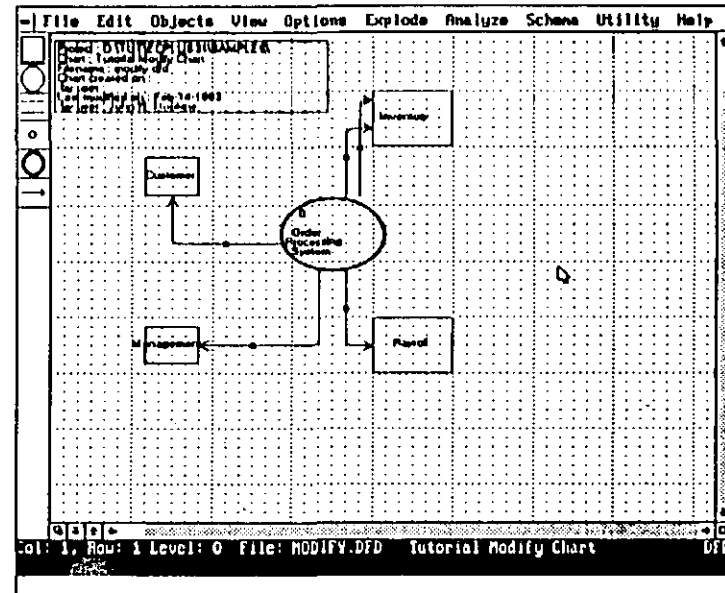 File Edit Objects View Options Explode Analyze Schema Utility Help
Chart : Tutorial Modify Chart
Filename : modify.dfd
Chart created on:
by user:
Last modified on: Feb-14-1993
Inventory
Customer
0
Order
Processing
System
Management
Payroll
Col: 1, Row: 1 Level: 0 File: MODIFY.DFD Tutorial Modify Chart DFD